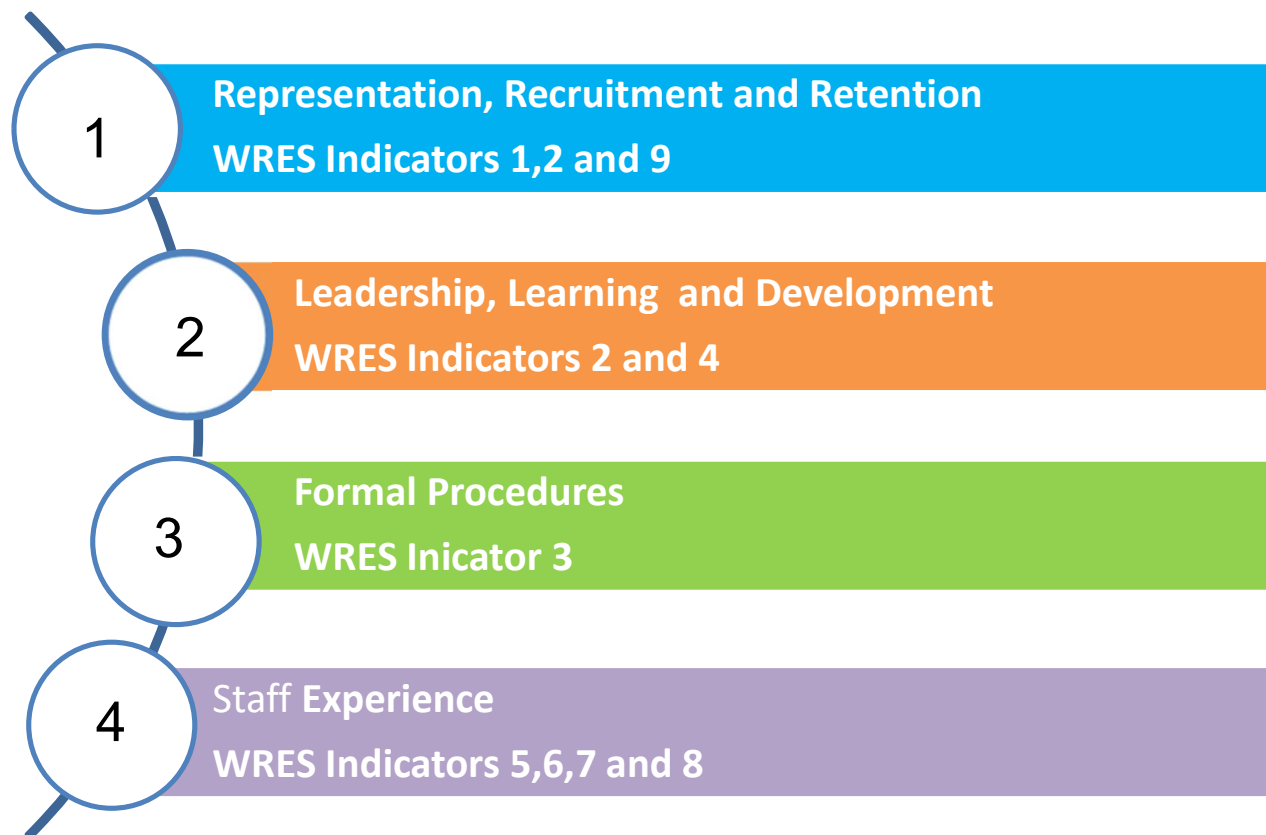 1
Representation, Recruitment and Retention
WRES Indicators 1,2 and 9
2
Leadership, Learning  and Development
WRES Indicators 2 and 4
3
Formal Procedures
WRES Inicator 3
4
Staff Experience
WRES Indicators 5,6,7 and 8